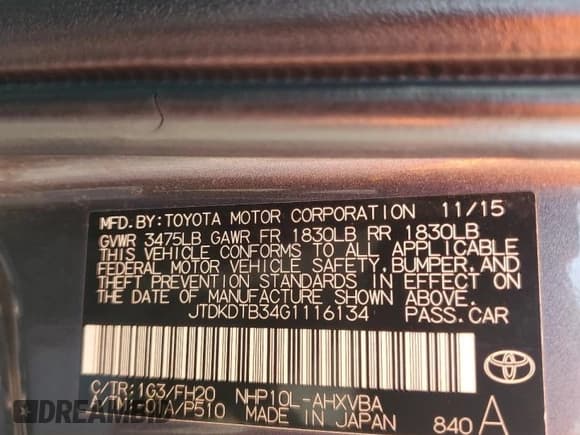 MFD. BY: TOYOTA MOTOR CORPORATION 11/15
GVWR 3475LB GAWR FR 1830LB RR 1830LB
THIS VEHICLE CONFORMS TO ALL APPLICABLE
FEDERAL MOTOR VEHICLE SAFETY, BUMPER, AND
THEFT PREVENTION STANDARDS IN EFFECT ON
THE DATE OF MANUFACTURE SHOWN ABOVE.
JTDKDTB34G1116134 PASS. CAR
C/TR: 1G3/FH20 NHP10L-AHXVBA
/P510 MADE IN JAPAN 840 A
DREAMBID